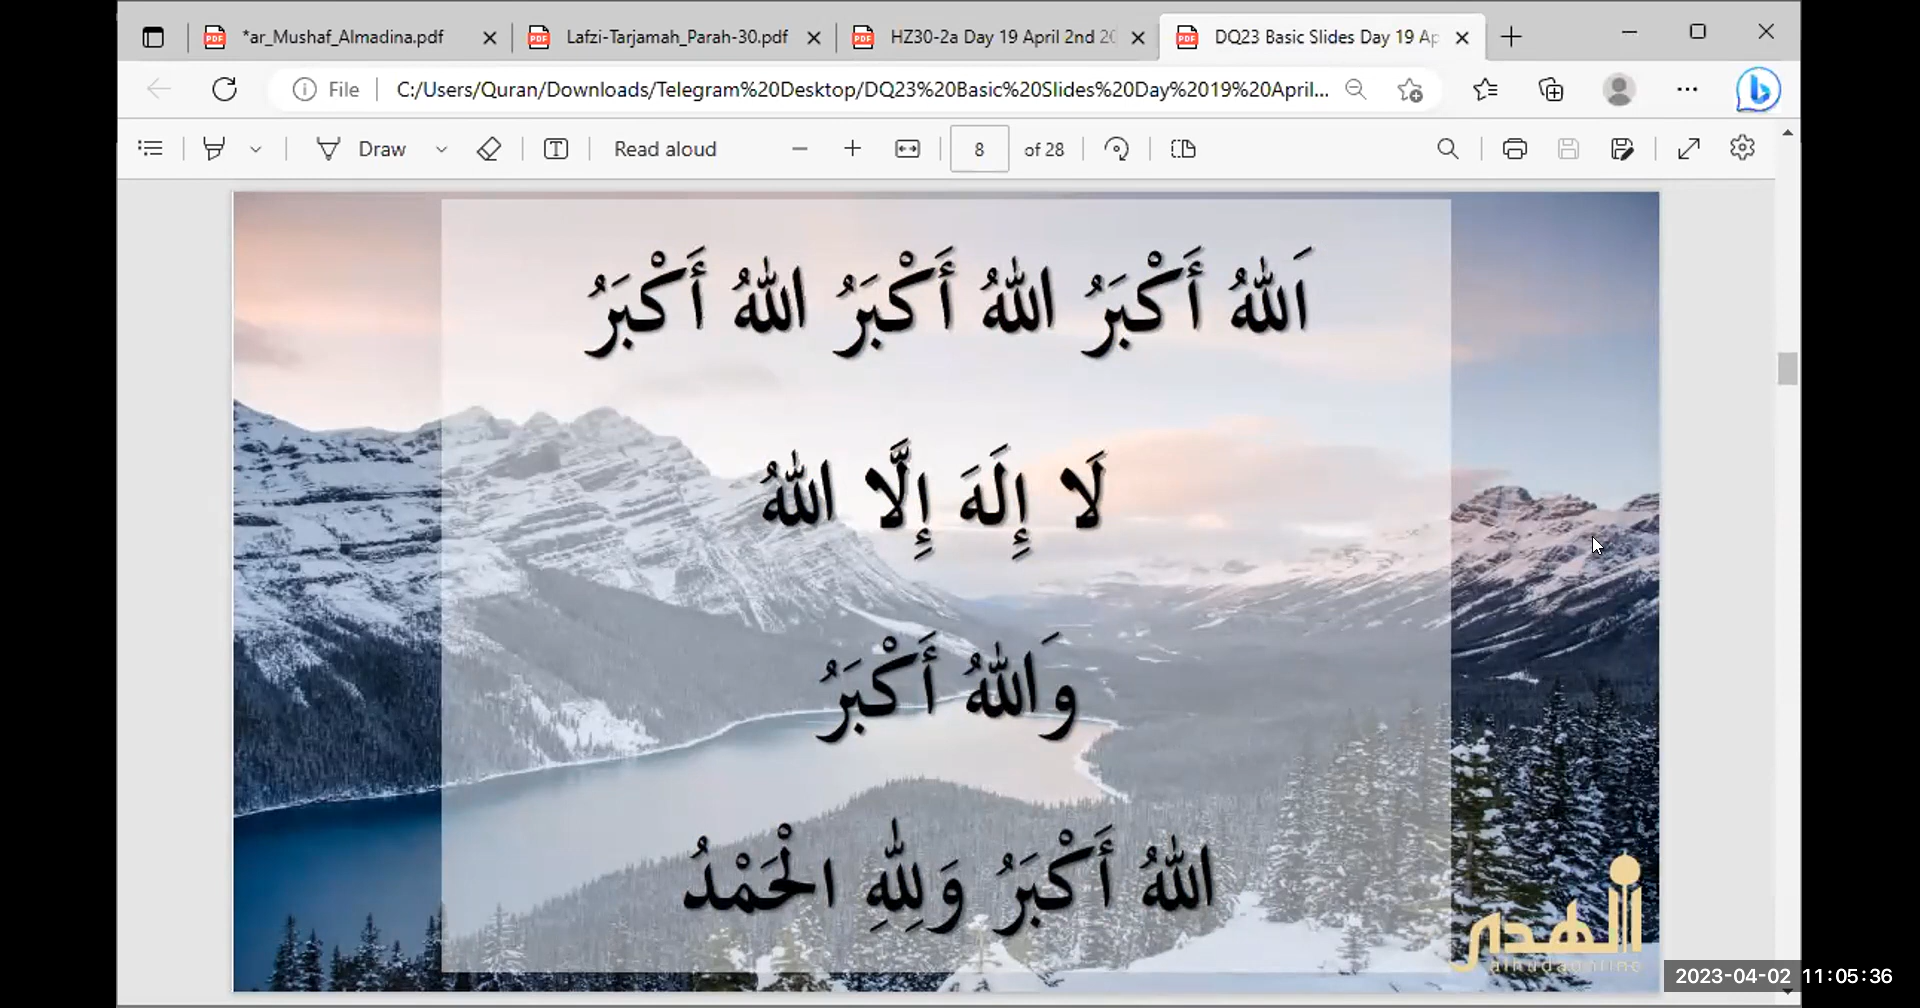 *ar_Mushaf_Almadina.pdf
Lafzi-Tarjamah_Parah-30.pdf
HZ30-2a Day 19 April 2nd 20
DQ23 Basic Slides Day 19 Ap
File
C:/Users/Quran/Downloads/Telegram%20Desktop/DQ23%20Basic%20Slides%20Day%2019%20April...
Draw
Read aloud
8 of 28
اَللهُ أَكْبَرُ اللهُ أَكْبَرُ اللهُ أَكْبَرُ
لَا إِلَهَ إِلَّا اللهُ
وَاللهُ أَكْبَرُ
اللهُ أَكْبَرُ وَلِلّٰهِ الْحَمْدُ
الهدى
alhudaonline
2023-04-02 11:05:36